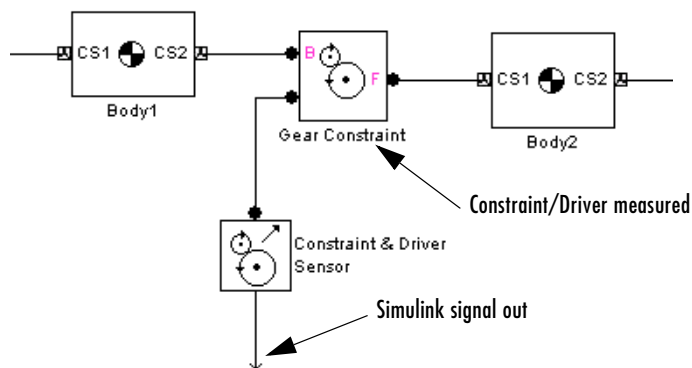 CS1 CS2
Body1
B
F
Gear Constraint
CS1 CS2
Body2
Constraint/Driver measured
Constraint & Driver
Sensor
Simulink signal out